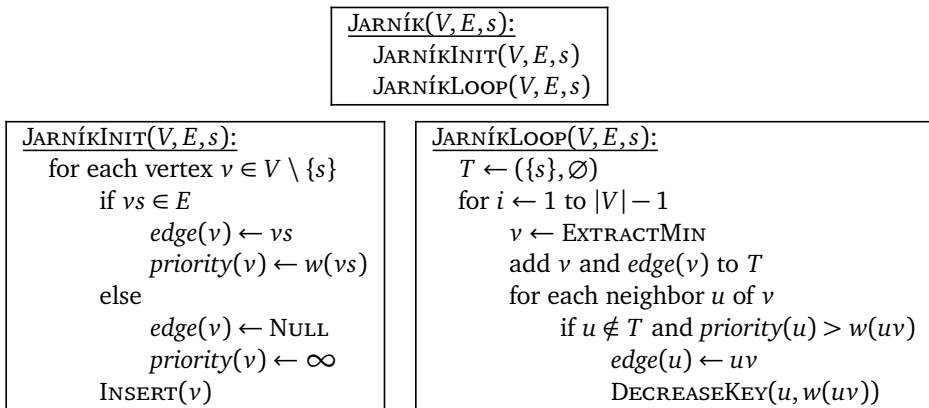 JARNÍK(V, E, s):
JARNÍKINIT(V, E, s)
JARNÍKLOOP(V, E, s)
JARNÍKINIT(V, E, s):
for each vertex v ∈ V \ {s}
if vs ∈ E
edge(v) ← vs
priority(v) ← w(vs)
else
edge(v) ← NULL
priority(v) ← ∞
INSERT(v)
JARNÍKLOOP(V, E, s):
T ← ({s}, ∅)
for i ← 1 to |V| − 1
v ← EXTRACTMIN
add v and edge(v) to T
for each neighbor u of v
if u ∉ T and priority(u) > w(uv)
edge(u) ← uv
DECREASEKEY(u, w(uv))